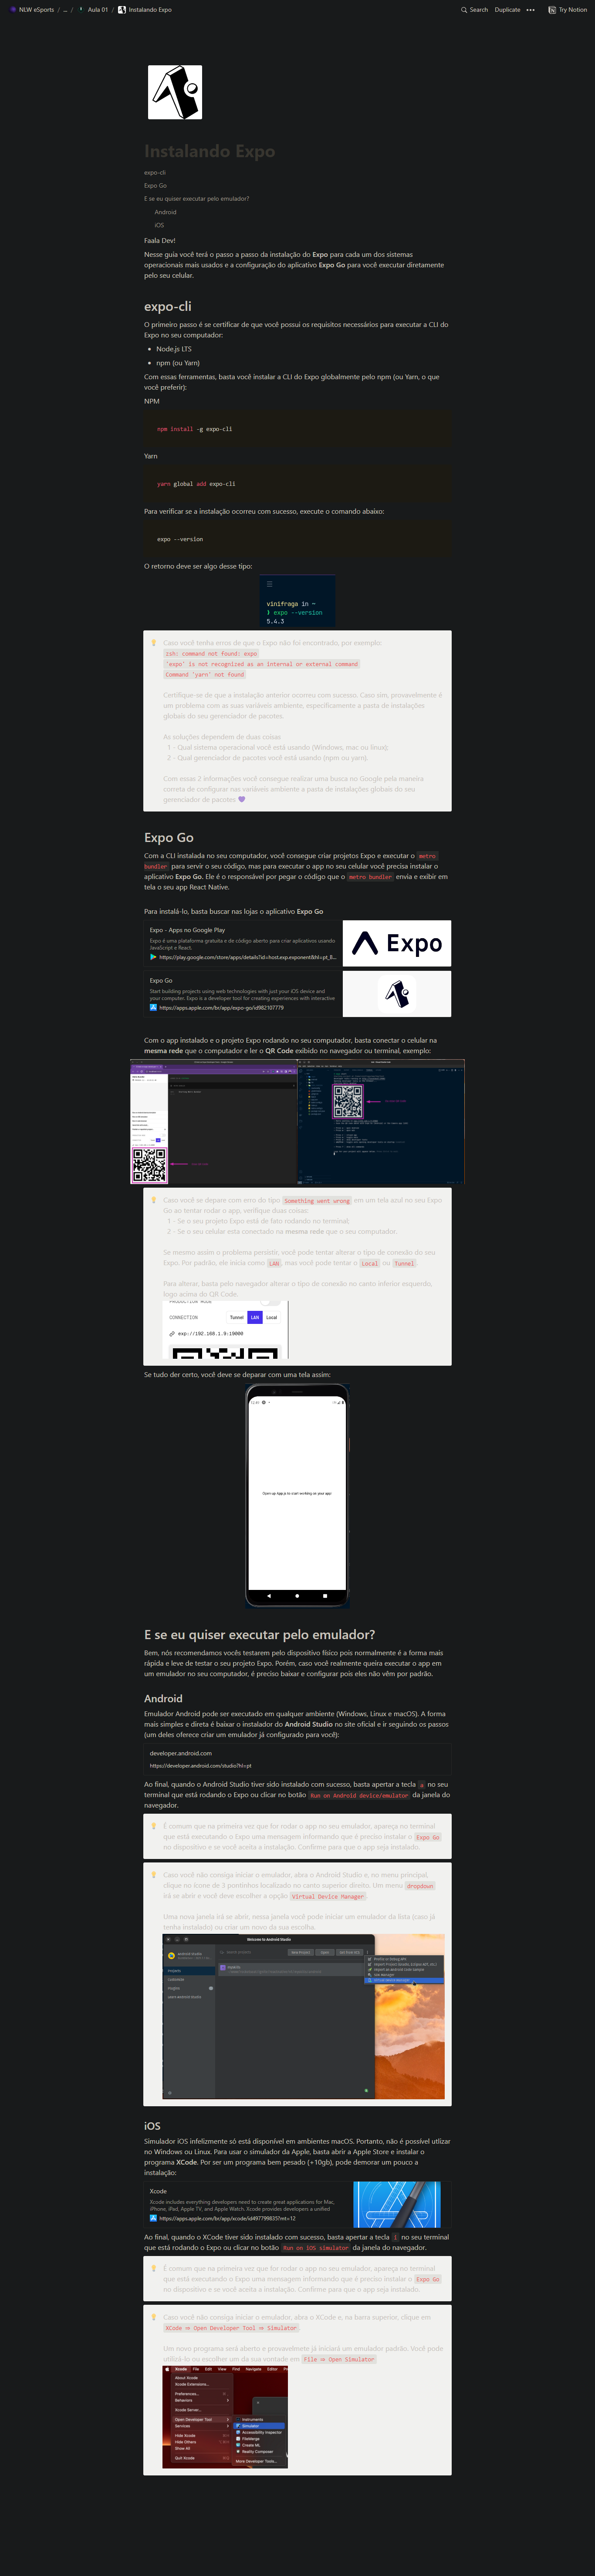 NLW eSports / ... / Aula 01 / Instalando Expo
Search Duplicate ••• Try Notion
Instalando Expo
expo-cli
Expo Go
E se eu quiser executar pelo emulador?
Android
iOS
Faala Dev!
Nesse guia você terá o passo a passo da instalação do Expo para cada um dos sistemas
operacionais mais usados e a configuração do aplicativo Expo Go para você executar diretamente
pelo seu celular.
expo-cli
O primeiro passo é se certificar de que você possui os requisitos necessários para executar a CLI do
Expo no seu computador:
• Node.js LTS
• npm (ou Yarn)
Com essas ferramentas, basta você instalar a CLI do Expo globalmente pelo npm (ou Yarn, o que
você preferir):
NPM
npm install -g expo-cli
Yarn
yarn global add expo-cli
Para verificar se a instalação ocorreu com sucesso, execute o comando abaixo:
expo --version
O retorno deve ser algo desse tipo:
vinifraga in ~
❯ expo --version
5.4.3
Caso você tenha erros de que o Expo não foi encontrado, por exemplo:
zsh: command not found: expo
'expo' is not recognized as an internal or external command
Command 'yarn' not found
Certifique-se de que a instalação anterior ocorreu com sucesso. Caso sim, provavelmente é
um problema com as suas variáveis ambiente, especificamente a pasta de instalações
globais do seu gerenciador de pacotes.
As soluções dependem de duas coisas:
1 - Qual sistema operacional você está usando (Windows, mac ou linux);
2 - Qual gerenciador de pacotes você está usando (npm ou yarn).
Com essas 2 informações você consegue realizar uma busca no Google pela maneira
correta de configurar nas variáveis ambiente a pasta de instalações globais do seu
gerenciador de pacotes 💜
Expo Go
Com a CLI instalada no seu computador, você consegue criar projetos Expo e executar o metro
bundler para servir o seu código, mas para executar o app no seu celular você precisa instalar o
aplicativo Expo Go. Ele é o responsável por pegar o código que o metro bundler envia e exibir em
tela o seu app React Native.
Para instalá-lo, basta buscar nas lojas o aplicativo Expo Go
Expo - Apps no Google Play
Expo é uma plataforma gratuita e de código aberto para criar aplicativos usando
JavaScript e React.
https://play.google.com/store/apps/details?id=host.exp.exponent&hl=pt_B...
Expo
Expo Go
Start building projects using web technologies with just your iOS device and
your computer. Expo is a developer tool for creating experiences with interactive
https://apps.apple.com/br/app/expo-go/id982107779
Com o app instalado e o projeto Expo rodando no seu computador, basta conectar o celular na
mesma rede que o computador e ler o QR Code exibido no navegador ou terminal, exemplo:
Caso você se depare com erro do tipo Something went wrong em um tela azul no seu Expo
Go ao tentar rodar o app, verifique duas coisas:
1 - Se o seu projeto Expo está de fato rodando no terminal;
2 - Se o seu celular esta conectado na mesma rede que o seu computador.
Se mesmo assim o problema persistir, você pode tentar alterar o tipo de conexão do seu
Expo. Por padrão, ele inicia como LAN, mas você pode tentar o Local ou Tunnel.
Para alterar, basta pelo navegador alterar o tipo de conexão no canto inferior esquerdo,
logo acima do QR Code.
PRODUCTION MODE
CONNECTION Tunnel LAN Local
exp://192.168.1.9:19000
Se tudo der certo, você deve se deparar com uma tela assim:
Open up App.js to start working on your app!
E se eu quiser executar pelo emulador?
Bem, nós recomendamos vocês testarem pelo dispositivo físico pois normalmente é a forma mais
rápida e leve de testar o seu projeto Expo. Porém, caso você realmente queira executar o app em
um emulador no seu computador, é preciso baixar e configurar pois eles não vêm por padrão.
Android
Emulador Android pode ser executado em qualquer ambiente (Windows, Linux e macOS). A forma
mais simples e direta é baixar o instalador do Android Studio no site oficial e ir seguindo os passos
(um deles oferece criar um emulador já configurado para você):
developer.android.com
https://developer.android.com/studio?hl=pt
Ao final, quando o Android Studio tiver sido instalado com sucesso, basta apertar a tecla a no seu
terminal que está rodando o Expo ou clicar no botão Run on Android device/emulator da janela do
navegador.
É comum que na primeira vez que for rodar o app no seu emulador, apareça no terminal
que está executando o Expo uma mensagem informando que é preciso instalar o Expo Go
no dispositivo e se você aceita a instalação. Confirme para que o app seja instalado.
Caso você não consiga iniciar o emulador, abra o Android Studio e, no menu principal,
clique no ícone de 3 pontinhos localizado no canto superior direito. Um menu dropdown
irá se abrir e você deve escolher a opção Virtual Device Manager.
Uma nova janela irá se abrir, nessa janela você pode iniciar um emulador da lista (caso já
tenha instalado) ou criar um novo da sua escolha.
Welcome to Android Studio
Android Studio
Projects
Customize
Plugins
Learn Android Studio
New Project Open Get from VCS
Profile or Debug APK
SDK Manager
Virtual Device Manager
iOS
Simulador iOS infelizmente só está disponível em ambientes macOS. Portanto, não é possível utlizar
no Windows ou Linux. Para usar o simulador da Apple, basta abrir a Apple Store e instalar o
programa XCode. Por ser um programa bem pesado (+10gb), pode demorar um pouco a
instalação:
Xcode
Xcode includes everything developers need to create great applications for Mac,
iPhone, iPad, Apple TV, and Apple Watch. Xcode provides developers a unified
https://apps.apple.com/br/app/xcode/id497799835?mt=12
Ao final, quando o XCode tiver sido instalado com sucesso, basta apertar a tecla i no seu terminal
que está rodando o Expo ou clicar no botão Run on iOS simulator da janela do navegador.
É comum que na primeira vez que for rodar o app no seu emulador, apareça no terminal
que está executando o Expo uma mensagem informando que é preciso instalar o Expo Go
no dispositivo e se você aceita a instalação. Confirme para que o app seja instalado.
Caso você não consiga iniciar o emulador, abra o XCode e, na barra superior, clique em
XCode ⇒ Open Developer Tool ⇒ Simulator.
Um novo programa será aberto e provavelmete já iniciará um emulador padrão. Você pode
utilizá-lo ou escolher um da sua vontade em File ⇒ Open Simulator
Xcode File Edit View Find Navigate Editor
About Xcode
Xcode Extensions...
Preferences...
Behaviors
Xcode Server...
Open Developer Tool
Services
Hide Xcode
Hide Others
Show All
Quit Xcode
Instruments
Simulator
Accessibility Inspector
FileMerge
Create ML
Reality Composer
More Developer Tools...